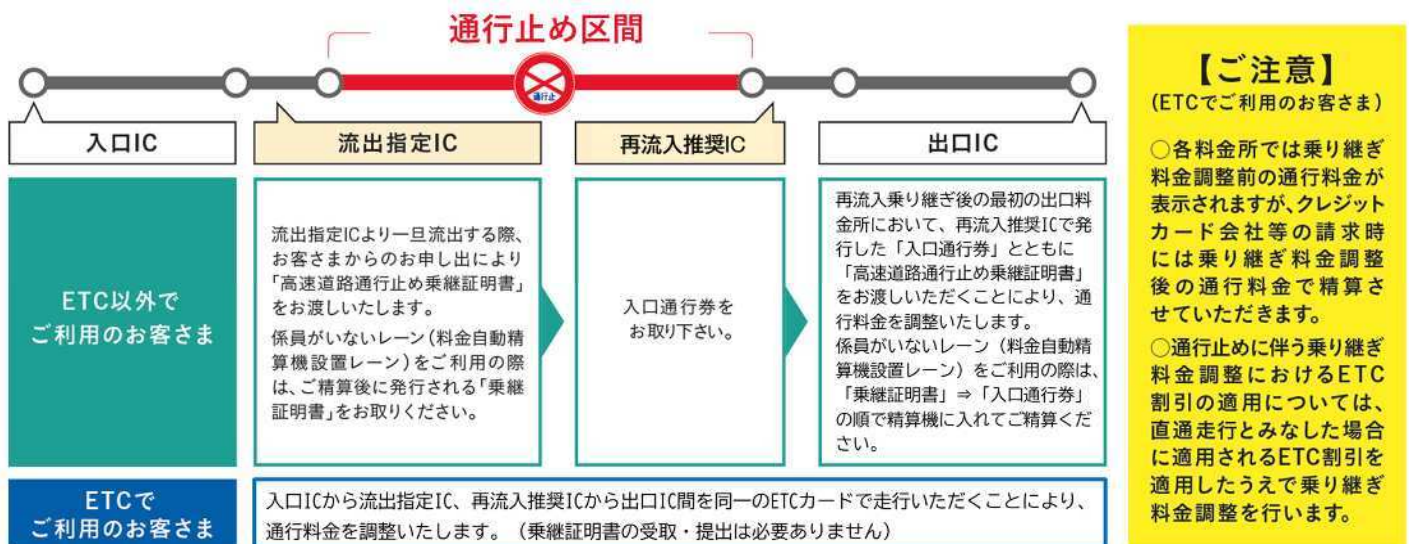 通行止め区間
通行止
入口IC
流出指定IC
再流入推奨IC
出口IC
ETC以外で
ご利用のお客さま
流出指定ICより一旦流出する際、
お客さまからのお申し出により
「高速道路通行止め乗継証明書」
をお渡しいたします。
係員がいないレーン(料金自動精
算機設置レーン)をご利用の際
は、ご精算後に発行される「乗継
証明書」をお取りください。
入口通行券を
お取り下さい。
再流入乗り継ぎ後の最初の出口料
金所において、再流入推奨ICで発
行した「入口通行券」とともに
「高速道路通行止め乗継証明書」
をお渡しいただくことにより、通
行料金を調整いたします。
係員がいないレーン（料金自動精
算機設置レーン）をご利用の際は、
「乗継証明書」⇒「入口通行券」
の順で精算機に入れてご精算くだ
さい。
ETCで
ご利用のお客さま
入口ICから流出指定IC、再流入推奨ICから出口IC間を同一のETCカードで走行いただくことにより、
通行料金を調整いたします。（乗継証明書の受取・提出は必要ありません）
【ご注意】
(ETCでご利用のお客さま)
○各料金所では乗り継ぎ
料金調整前の通行料金が
表示されますが、クレジット
カード会社等の請求時
には乗り継ぎ料金調整
後の通行料金で精算さ
せていただきます。
○通行止めに伴う乗り継ぎ
料金調整におけるETC
割引の適用については、
直通走行とみなした場合
に適用されるETC割引を
適用したうえで乗り継ぎ
料金調整を行います。